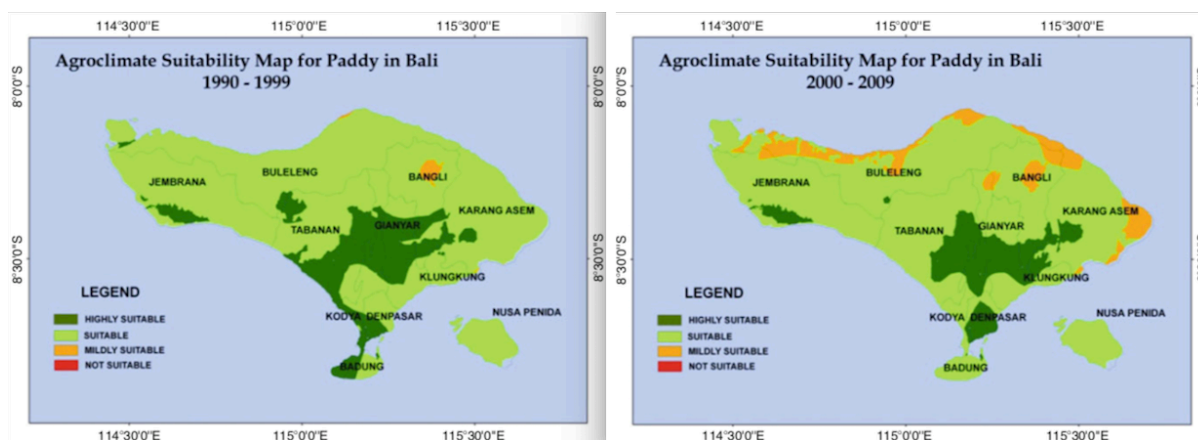 114°30'0"E 115°0'0"E 115°30'0"E
Agroclimate Suitability Map for Paddy in Bali
1990 - 1999
8°0'0"S
8°30'0"S
JEMBRANA
BULELENG
BANGLI
TABANAN
GIANYAR
KARANG ASEM
KLUNGKUNG
KODYA DENPASAR
NUSA PENIDA
BADUNG
LEGEND
HIGHLY SUITABLE
SUITABLE
MILDLY SUITABLE
NOT SUITABLE
114°30'0"E 115°0'0"E 115°30'0"E
114°30'0"E 115°0'0"E 115°30'0"E
Agroclimate Suitability Map for Paddy in Bali
2000 - 2009
8°0'0"S
8°30'0"S
JEMBRANA
BULELENG
BANGLI
TABANAN
GIANYAR
KARANG ASEM
KLUNGKUNG
KODYA DENPASAR
NUSA PENIDA
BADUNG
LEGEND
HIGHLY SUITABLE
SUITABLE
MILDLY SUITABLE
NOT SUITABLE
114°30'0"E 115°0'0"E 115°30'0"E